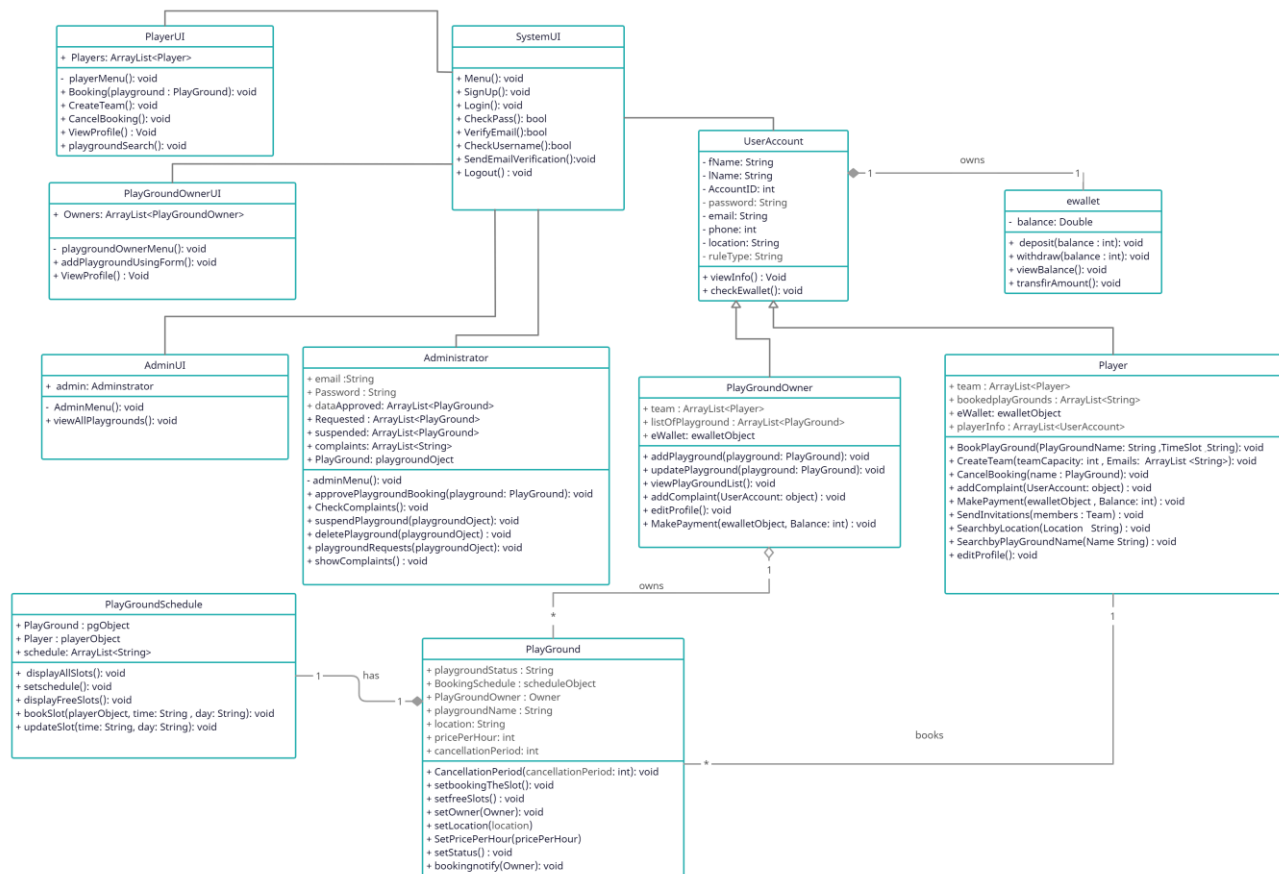 PlayerUI
+ Players: ArrayList<Player>
- playerMenu(): void
+ Booking(playground : PlayGround): void
+ CreateTeam(): void
+ CancelBooking(): void
+ ViewProfile() : Void
+ playgroundSearch(): void
SystemUI
+ Menu(): void
+ SignUp(): void
+ Login(): void
+ CheckPass(): bool
+ VerifyEmail():bool
+ CheckUsername():bool
+ SendEmailVerification():void
+ Logout() : void
UserAccount
- fName: String
- lName: String
- AccountID: int
- password: String
- email: String
- phone: int
- location: String
- ruleType: String
+ viewInfo() : Void
+ checkEwallet(): void
1
owns
1
ewallet
- balance: Double
+ deposit(balance : int): void
+ withdraw(balance : int): void
+ viewBalance(): void
+ transfirAmount(): void
PlayGroundOwnerUI
+ Owners: ArrayList<PlayGroundOwner>
- playgroundOwnerMenu(): void
+ addPlaygroundUsingForm(): void
+ ViewProfile() : Void
AdminUI
+ admin: Adminstrator
- AdminMenu(): void
+ viewAllPlaygrounds(): void
Administrator
+ email :String
+ Password : String
+ dataApproved: ArrayList<PlayGround>
+ Requested : ArrayList<PlayGround>
+ suspended: ArrayList<PlayGround>
+ complaints: ArrayList<String>
+ PlayGround: playgroundOject
- adminMenu(): void
+ approvePlaygroundBooking(playground: PlayGround): void
+ CheckComplaints(): void
+ suspendPlayground(playgroundOject): void
+ deletePlayground(playgroundOject) : void
+ playgroundRequests(playgroundOject): void
+ showComplaints() : void
PlayGroundOwner
+ team : ArrayList<Player>
+ listOfPlayground : ArrayList<PlayGround>
+ eWallet: ewalletObject
+ addPlayground(playground: PlayGround): void
+ updatePlayground(playground: PlayGround): void
+ viewPlayGroundList(): void
+ addComplaint(UserAccount: object) : void
+ editProfile(): void
+ MakePayment(ewalletObject, Balance: int) : void
Player
+ team : ArrayList<Player>
+ bookedplayGrounds : ArrayList<String>
+ eWallet: ewalletObject
+ playerInfo : ArrayList<UserAccount>
+ BookPlayGround(PlayGroundName: String ,TimeSlot :String): void
+ CreateTeam(teamCapacity: int , Emails: ArrayList <String>): void
+ CancelBooking(name : PlayGround): void
+ addComplaint(UserAccount: object) : void
+ MakePayment(ewalletObject , Balance: int) : void
+ SendInvitations(members : Team) : void
+ SearchbyLocation(Location String) : void
+ SearchbyPlayGroundName(Name String) : void
+ editProfile(): void
1
owns
*
PlayGroundSchedule
+ PlayGround : pgObject
+ Player : playerObject
+ schedule: ArrayList<String>
+ displayAllSlots(): void
+ setschedule(): void
+ displayFreeSlots(): void
+ bookSlot(playerObject, time: String , day: String): void
+ updateSlot(time: String, day: String): void
1
has
1
PlayGround
+ playgroundStatus : String
+ BookingSchedule : scheduleObject
+ PlayGroundOwner : Owner
+ playgroundName : String
+ location: String
+ pricePerHour: int
+ cancellationPeriod: int
+ CancellationPeriod(cancellationPeriod: int): void
+ setbookingTheSlot(): void
+ setfreeSlots() : void
+ setOwner(Owner): void
+ setLocation(location)
+ SetPricePerHour(pricePerHour)
+ setStatus() : void
+ bookingnotify(Owner): void
1
books
*